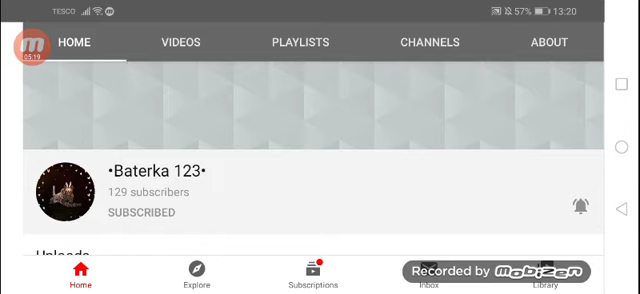 TESCO 57% 13:20
m 05:19
HOME VIDEOS PLAYLISTS CHANNELS ABOUT
•Baterka 123•
129 subscribers
SUBSCRIBED
Uploads
Home Explore Subscriptions Inbox Library
Recorded by mobizen